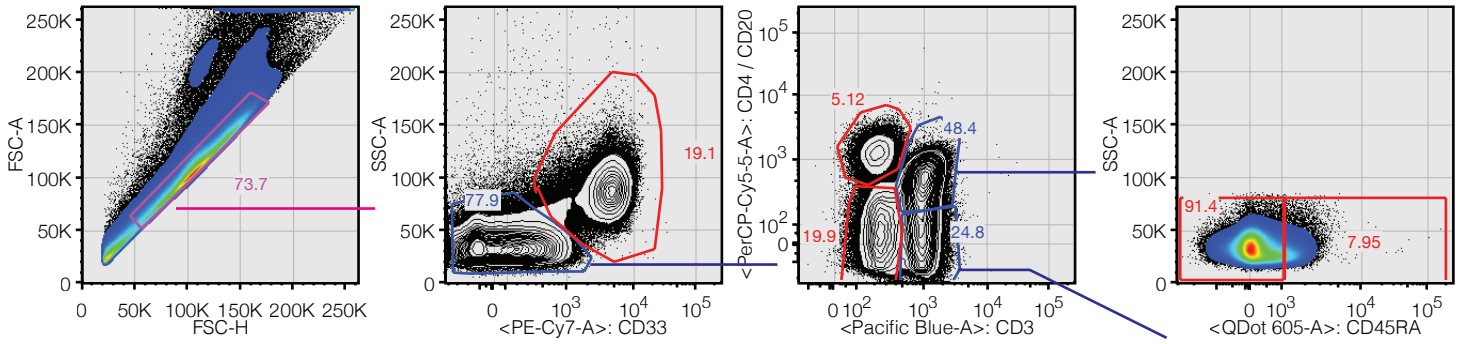 FSC-A
250K
200K
150K
100K
50K
0
73.7
0
50K
100K
150K
200K
250K
FSC-H
SSC-A
250K
200K
150K
100K
50K
0
77.9
19.1
0
10³
10⁴
10⁵
<PE-Cy7-A>: CD33
<PerCP-Cy5-5-A>: CD4 / CD20
10⁵
10⁴
10³
10²
0
5.12
48.4
19.9
24.8
0
10²
10³
10⁴
10⁵
<Pacific Blue-A>: CD3
SSC-A
250K
200K
150K
100K
50K
0
91.4
7.95
0
10³
10⁴
10⁵
<QDot 605-A>: CD45RA